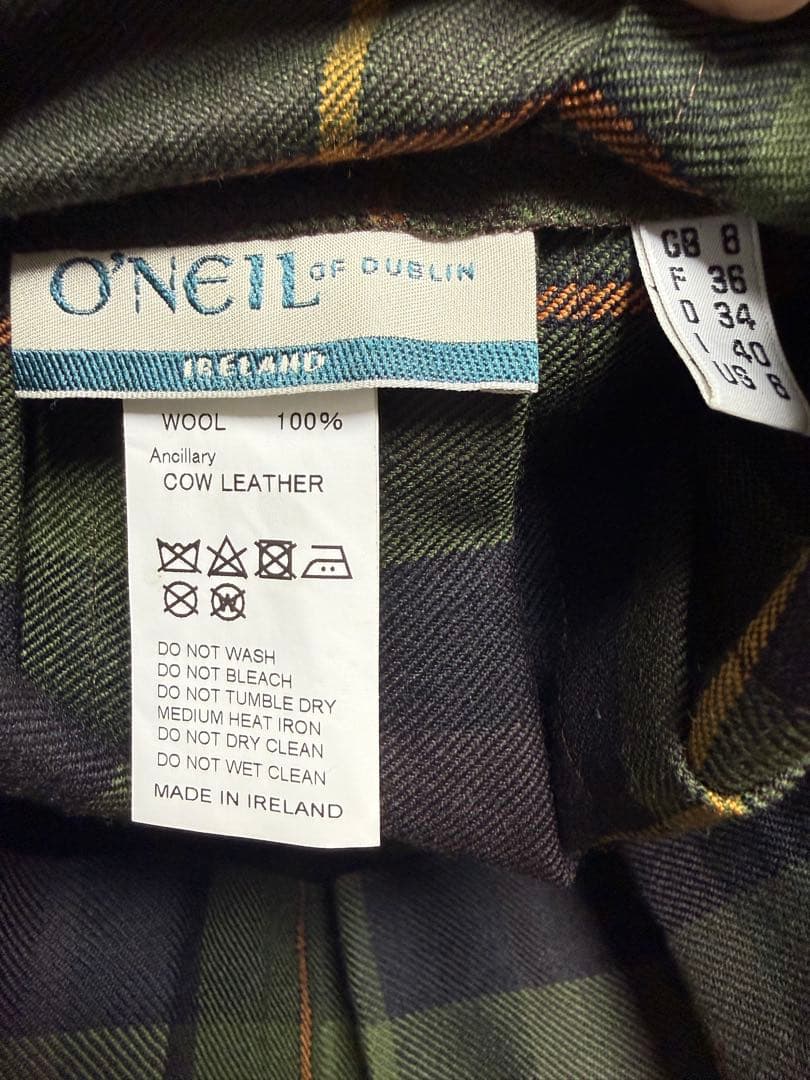 O'NEIL OF DUBLIN
IRELAND
GB 8
F 36
D 34
I 40
US 6
WOOL 100%
Ancillary
COW LEATHER
W
DO NOT WASH
DO NOT BLEACH
DO NOT TUMBLE DRY
MEDIUM HEAT IRON
DO NOT DRY CLEAN
DO NOT WET CLEAN
MADE IN IRELAND